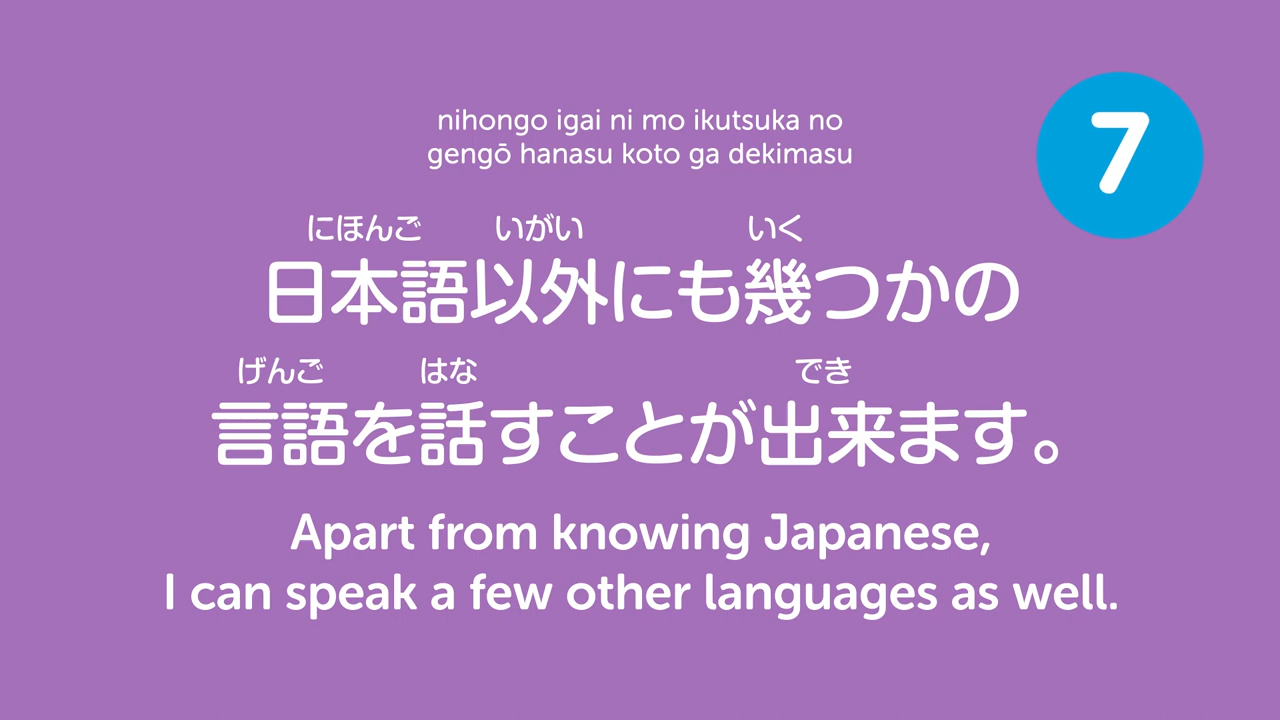 nihongo igai ni mo ikutsuka no
gengō hanasu koto ga dekimasu
7
にほんご いがい いく
日本語以外にも幾つかの
げんご はな でき
言語を話すことが出来ます。
Apart from knowing Japanese,
I can speak a few other languages as well.